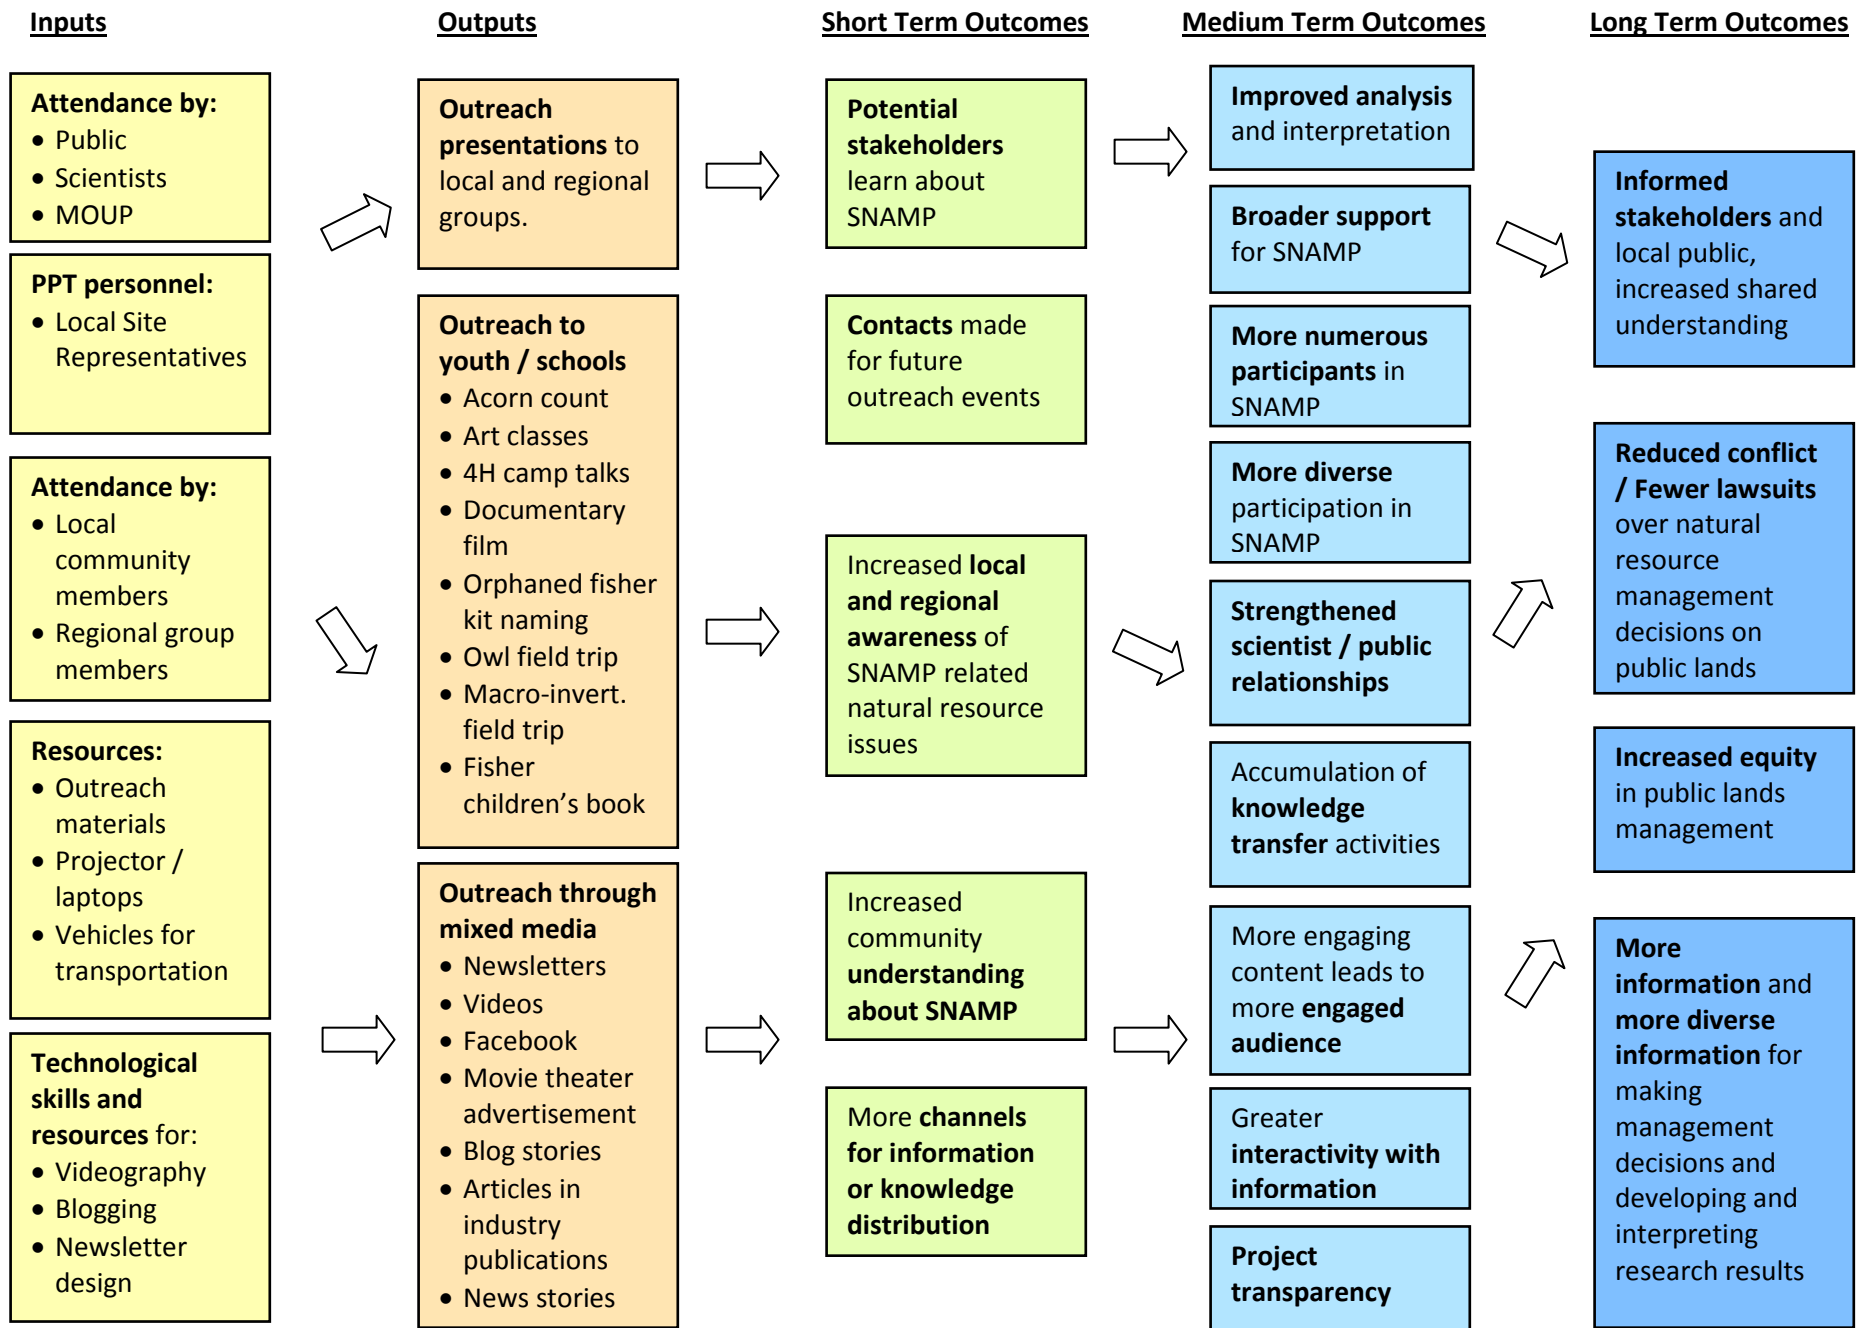 Inputs
Attendance by:
• Public
• Scientists
• MOUP
PPT personnel:
• Local Site
Representatives
Attendance by:
• Local
community
members
• Regional group
members
Resources:
• Outreach
materials
• Projector /
laptops
• Vehicles for
transportation
Technological
skills and
resources for:
• Videography
• Blogging
• Newsletter
design
Outputs
Outreach
presentations to
local and regional
groups.
Outreach to
youth / schools
• Acorn count
• Art classes
• 4H camp talks
• Documentary
film
• Orphaned fisher
kit naming
• Owl field trip
• Macro-invert.
field trip
• Fisher
children’s book
Outreach through
mixed media
• Newsletters
• Videos
• Facebook
• Movie theater
advertisement
• Blog stories
• Articles in
industry
publications
• News stories
Short Term Outcomes
Potential
stakeholders
learn about
SNAMP
Contacts made
for future
outreach events
Increased local
and regional
awareness of
SNAMP related
natural resource
issues
Increased
community
understanding
about SNAMP
More channels
for information
or knowledge
distribution
Medium Term Outcomes
Improved analysis
and interpretation
Broader support
for SNAMP
More numerous
participants in
SNAMP
More diverse
participation in
SNAMP
Strengthened
scientist / public
relationships
Accumulation of
knowledge
transfer activities
More engaging
content leads to
more engaged
audience
Greater
interactivity with
information
Project
transparency
Long Term Outcomes
Informed
stakeholders and
local public,
increased shared
understanding
Reduced conflict
/ Fewer lawsuits
over natural
resource
management
decisions on
public lands
Increased equity
in public lands
management
More
information and
more diverse
information for
making
management
decisions and
developing and
interpreting
research results